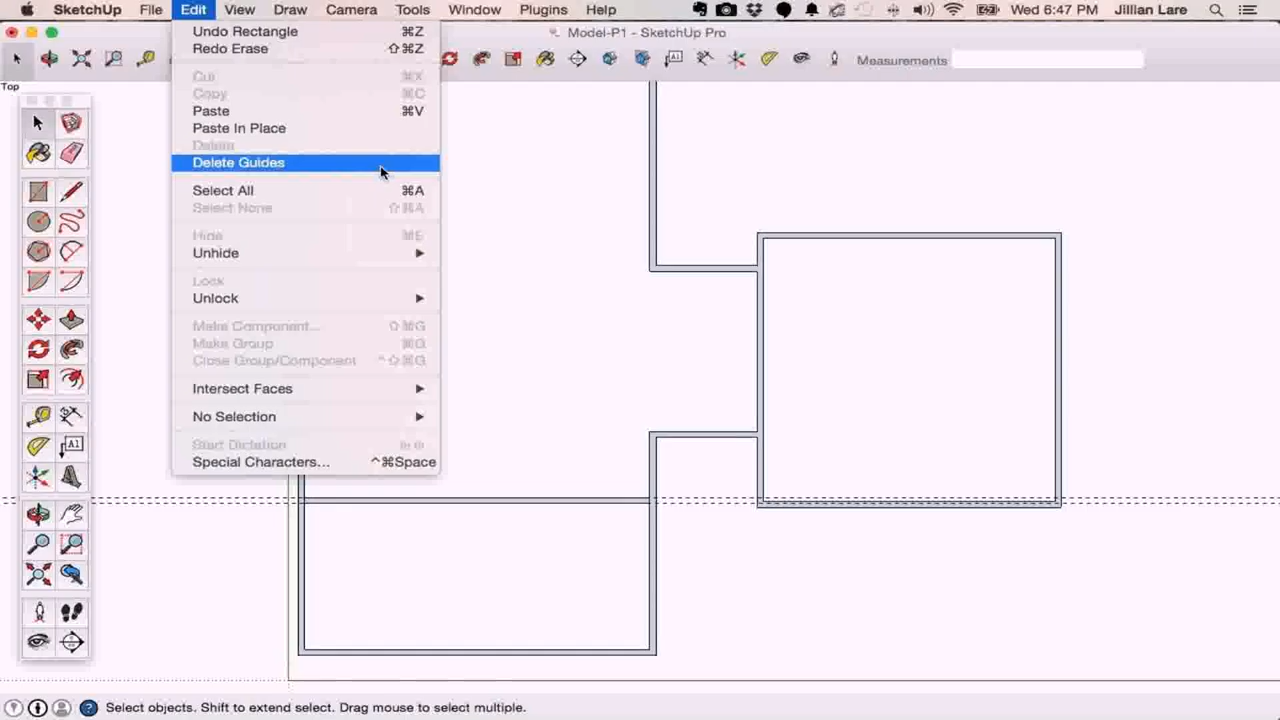 SketchUp File Edit View Draw Camera Tools Window Plugins Help Wed 6:47 PM Jillian Lare
Model-P1 - SketchUp Pro
Measurements
Top
Undo Rectangle ⌘Z
Redo Erase ⇧⌘Z
Cut ⌘X
Copy ⌘C
Paste ⌘V
Paste In Place
Delete
Delete Guides
Select All ⌘A
Select None ⇧⌘A
Hide ⌘E
Unhide
Lock
Unlock
Make Component... ⇧⌘G
Make Group ⌘G
Close Group/Component ^⇧⌘G
Intersect Faces
No Selection
Start Dictation
Special Characters... ^⌘Space
A1
A1
Select objects. Shift to extend select. Drag mouse to select multiple.